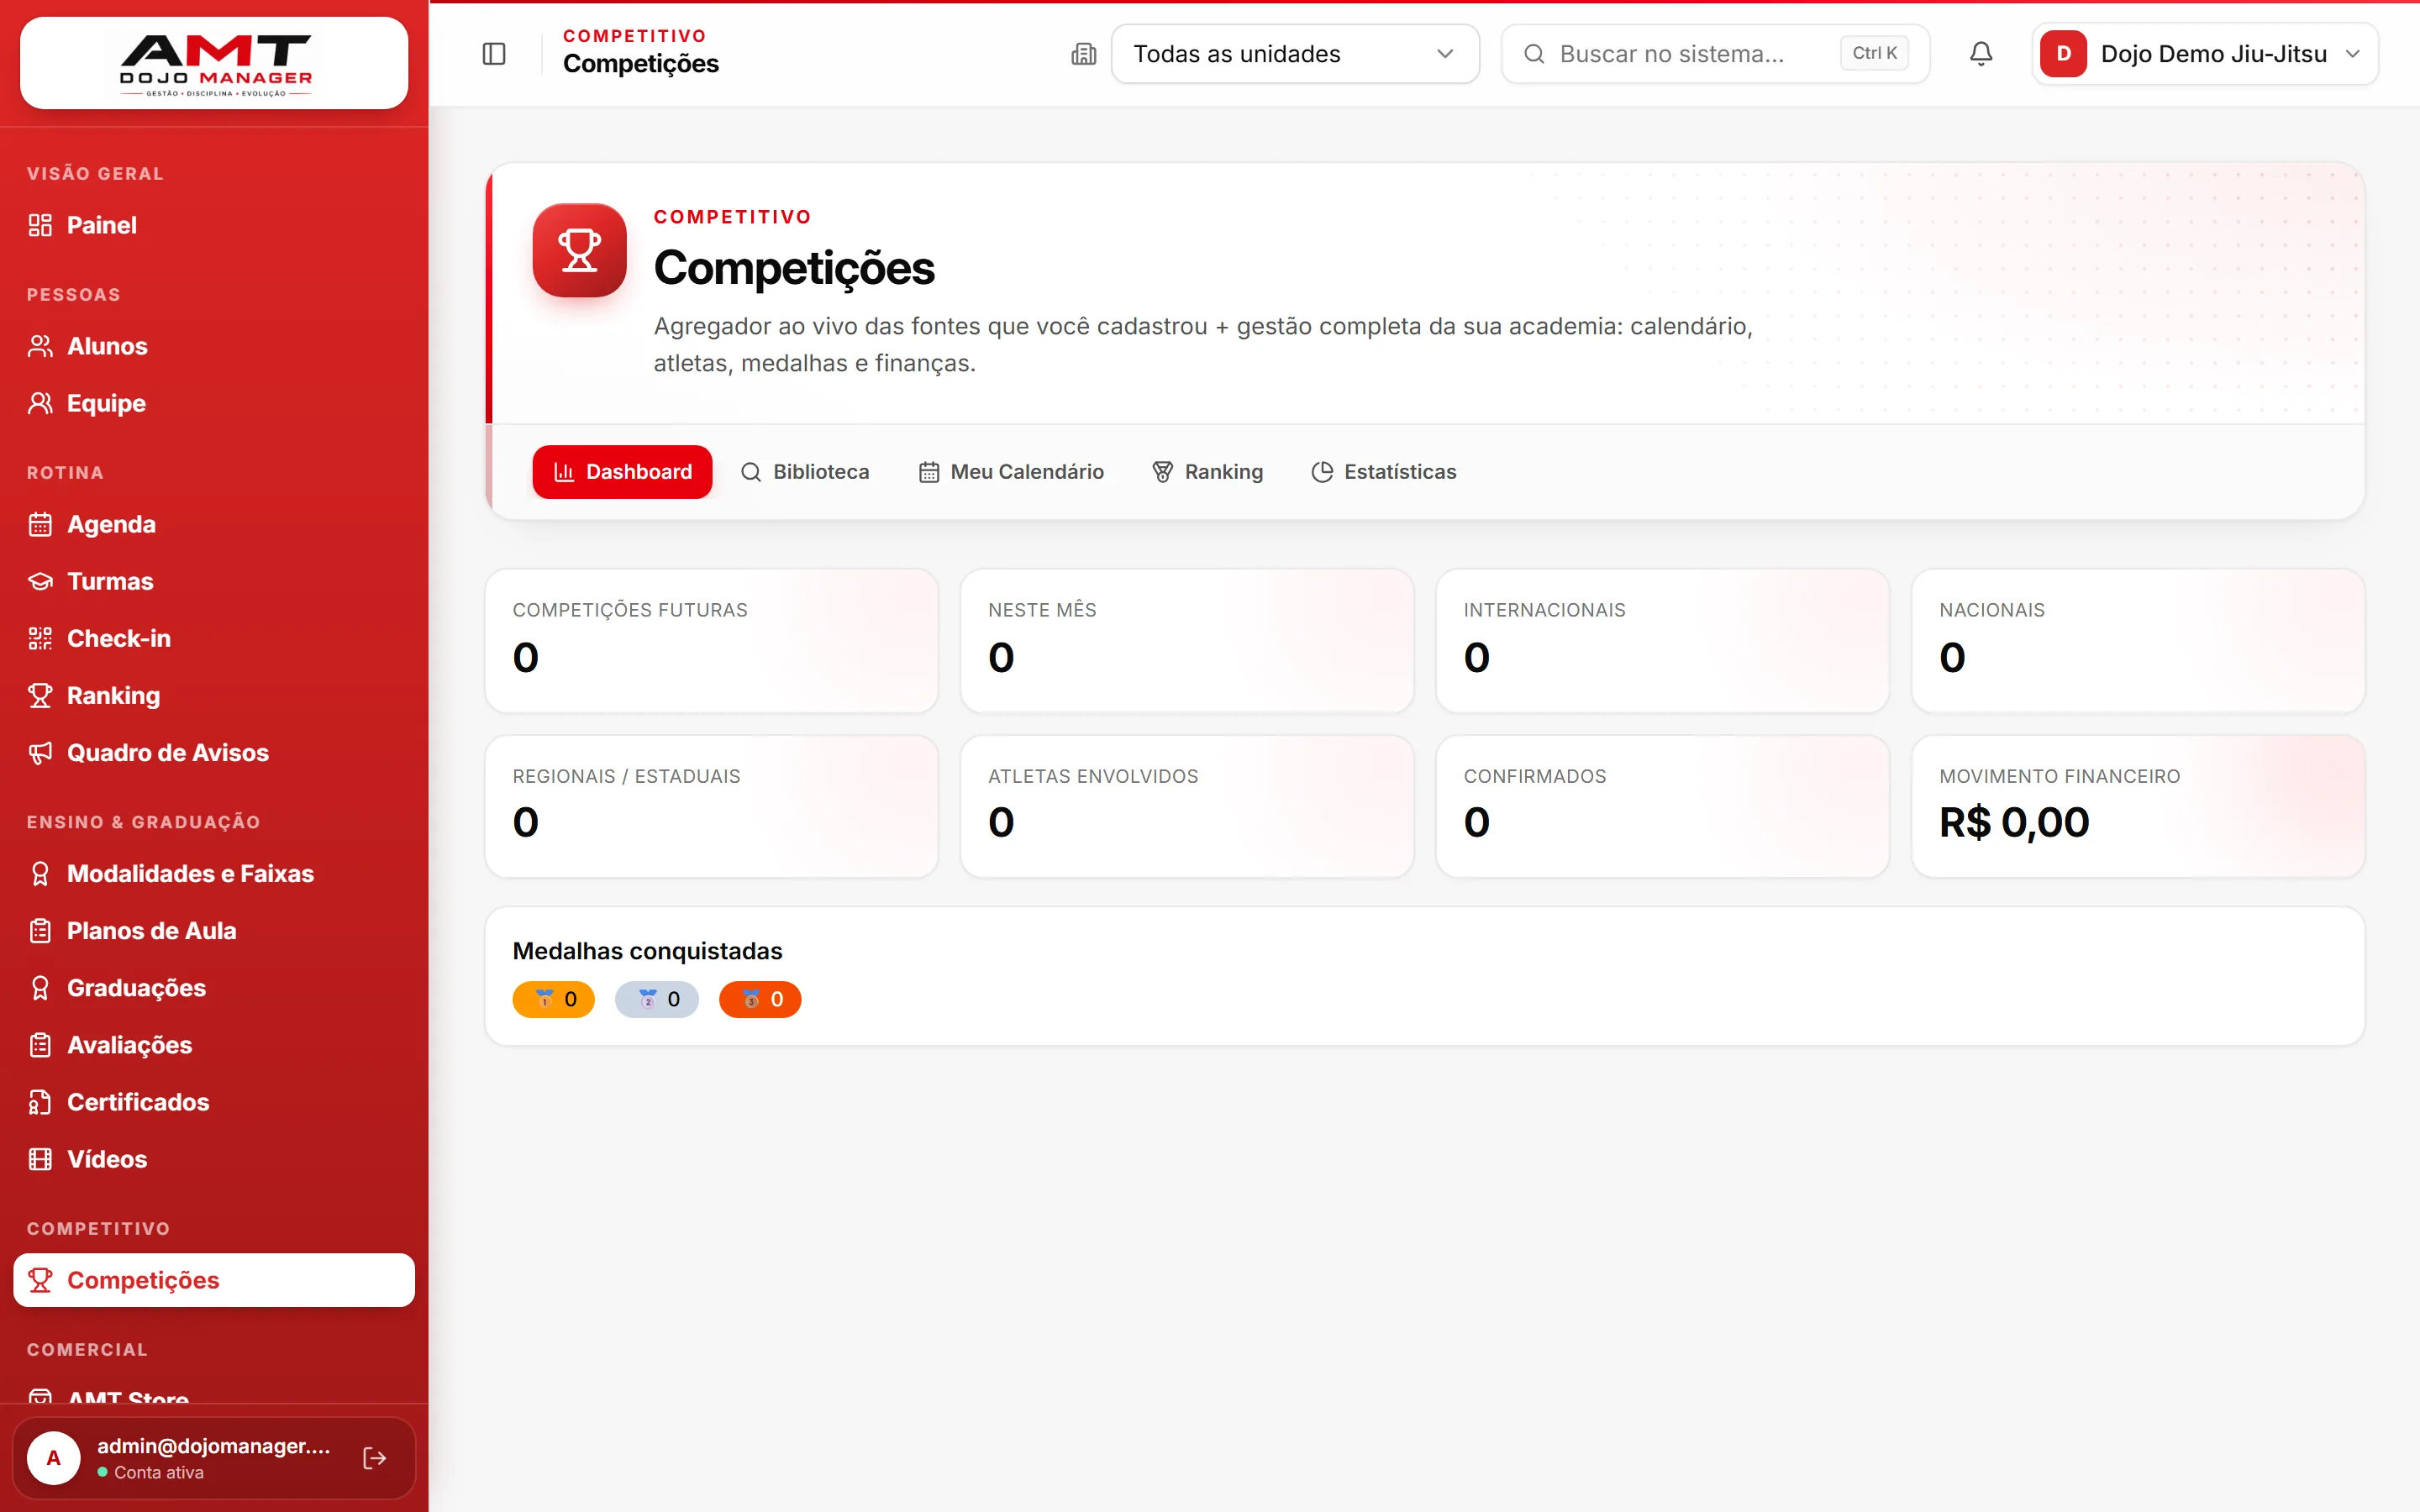 AMT
DOJO MANAGER
GESTÃO • DISCIPLINA • EVOLUÇÃO
VISÃO GERAL
Painel
PESSOAS
Alunos
Equipe
ROTINA
Agenda
Turmas
Check-in
Ranking
Quadro de Avisos
ENSINO & GRADUAÇÃO
Modalidades e Faixas
Planos de Aula
Graduações
Avaliações
Certificados
Vídeos
COMPETITIVO
Competições
COMERCIAL
AMT Store
A
admin@dojomanager....
Conta ativa
COMPETITIVO
Competições
Todas as unidades
Buscar no sistema...
Ctrl K
D
Dojo Demo Jiu-Jitsu
COMPETITIVO
Competições
Agregador ao vivo das fontes que você cadastrou + gestão completa da sua academia: calendário,
atletas, medalhas e finanças.
Dashboard
Biblioteca
Meu Calendário
Ranking
Estatísticas
COMPETIÇÕES FUTURAS
0
NESTE MÊS
0
INTERNACIONAIS
0
NACIONAIS
0
REGIONAIS / ESTADUAIS
0
ATLETAS ENVOLVIDOS
0
CONFIRMADOS
0
MOVIMENTO FINANCEIRO
R$ 0,00
Medalhas conquistadas
🥇 0
🥈 0
🥉 0